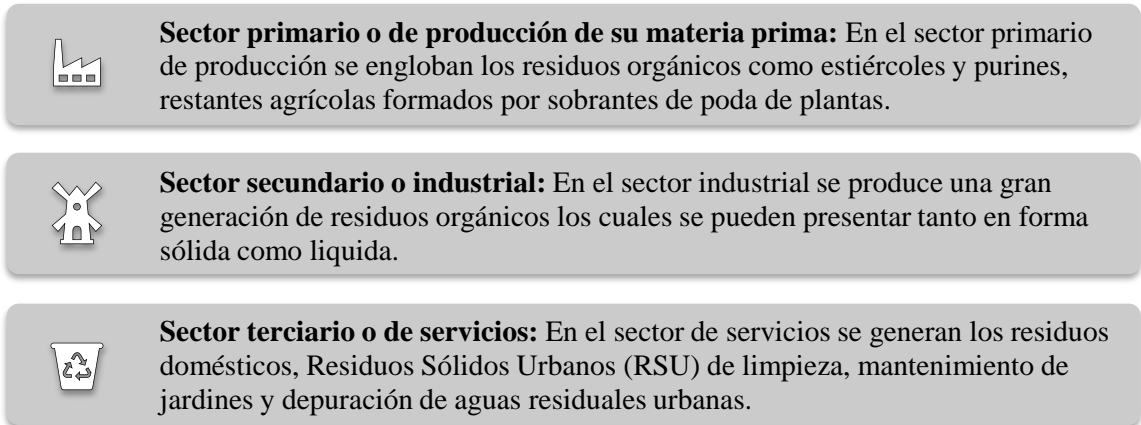 Sector primario o de producción de su materia prima: En el sector primario
de producción se engloban los residuos orgánicos como estiércoles y purines,
restantes agrícolas formados por sobrantes de poda de plantas.
Sector secundario o industrial: En el sector industrial se produce una gran
generación de residuos orgánicos los cuales se pueden presentar tanto en forma
sólida como liquida.
Sector terciario o de servicios: En el sector de servicios se generan los residuos
domésticos, Residuos Sólidos Urbanos (RSU) de limpieza, mantenimiento de
jardines y depuración de aguas residuales urbanas.